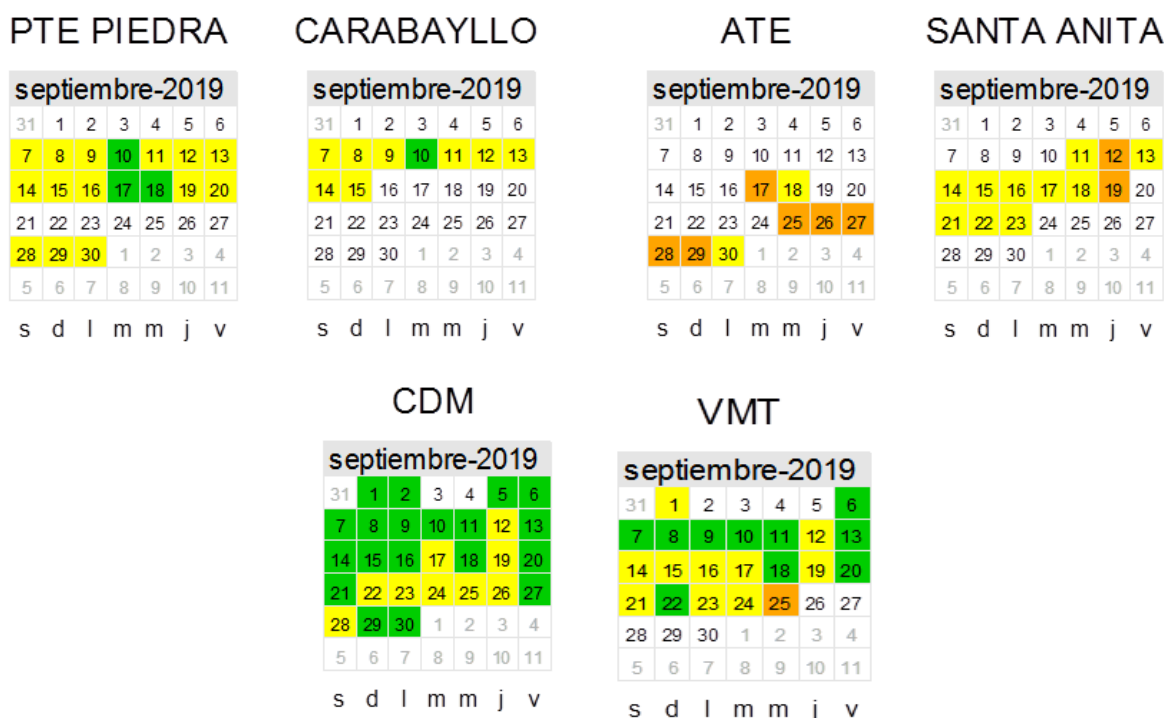 PTE PIEDRA
septiembre-2019
31 1 2 3 4 5 6
7 8 9 10 11 12 13
14 15 16 17 18 19 20
21 22 23 24 25 26 27
28 29 30 1 2 3 4
5 6 7 8 9 10 11
s d l m m j v
CARABAYLLO
septiembre-2019
31 1 2 3 4 5 6
7 8 9 10 11 12 13
14 15 16 17 18 19 20
21 22 23 24 25 26 27
28 29 30 1 2 3 4
5 6 7 8 9 10 11
s d l m m j v
ATE
septiembre-2019
31 1 2 3 4 5 6
7 8 9 10 11 12 13
14 15 16 17 18 19 20
21 22 23 24 25 26 27
28 29 30 1 2 3 4
5 6 7 8 9 10 11
s d l m m j v
SANTA ANITA
septiembre-2019
31 1 2 3 4 5 6
7 8 9 10 11 12 13
14 15 16 17 18 19 20
21 22 23 24 25 26 27
28 29 30 1 2 3 4
5 6 7 8 9 10 11
s d l m m j v
CDM
septiembre-2019
31 1 2 3 4 5 6
7 8 9 10 11 12 13
14 15 16 17 18 19 20
21 22 23 24 25 26 27
28 29 30 1 2 3 4
5 6 7 8 9 10 11
s d l m m j v
VMT
septiembre-2019
31 1 2 3 4 5 6
7 8 9 10 11 12 13
14 15 16 17 18 19 20
21 22 23 24 25 26 27
28 29 30 1 2 3 4
5 6 7 8 9 10 11
s d l m m j v